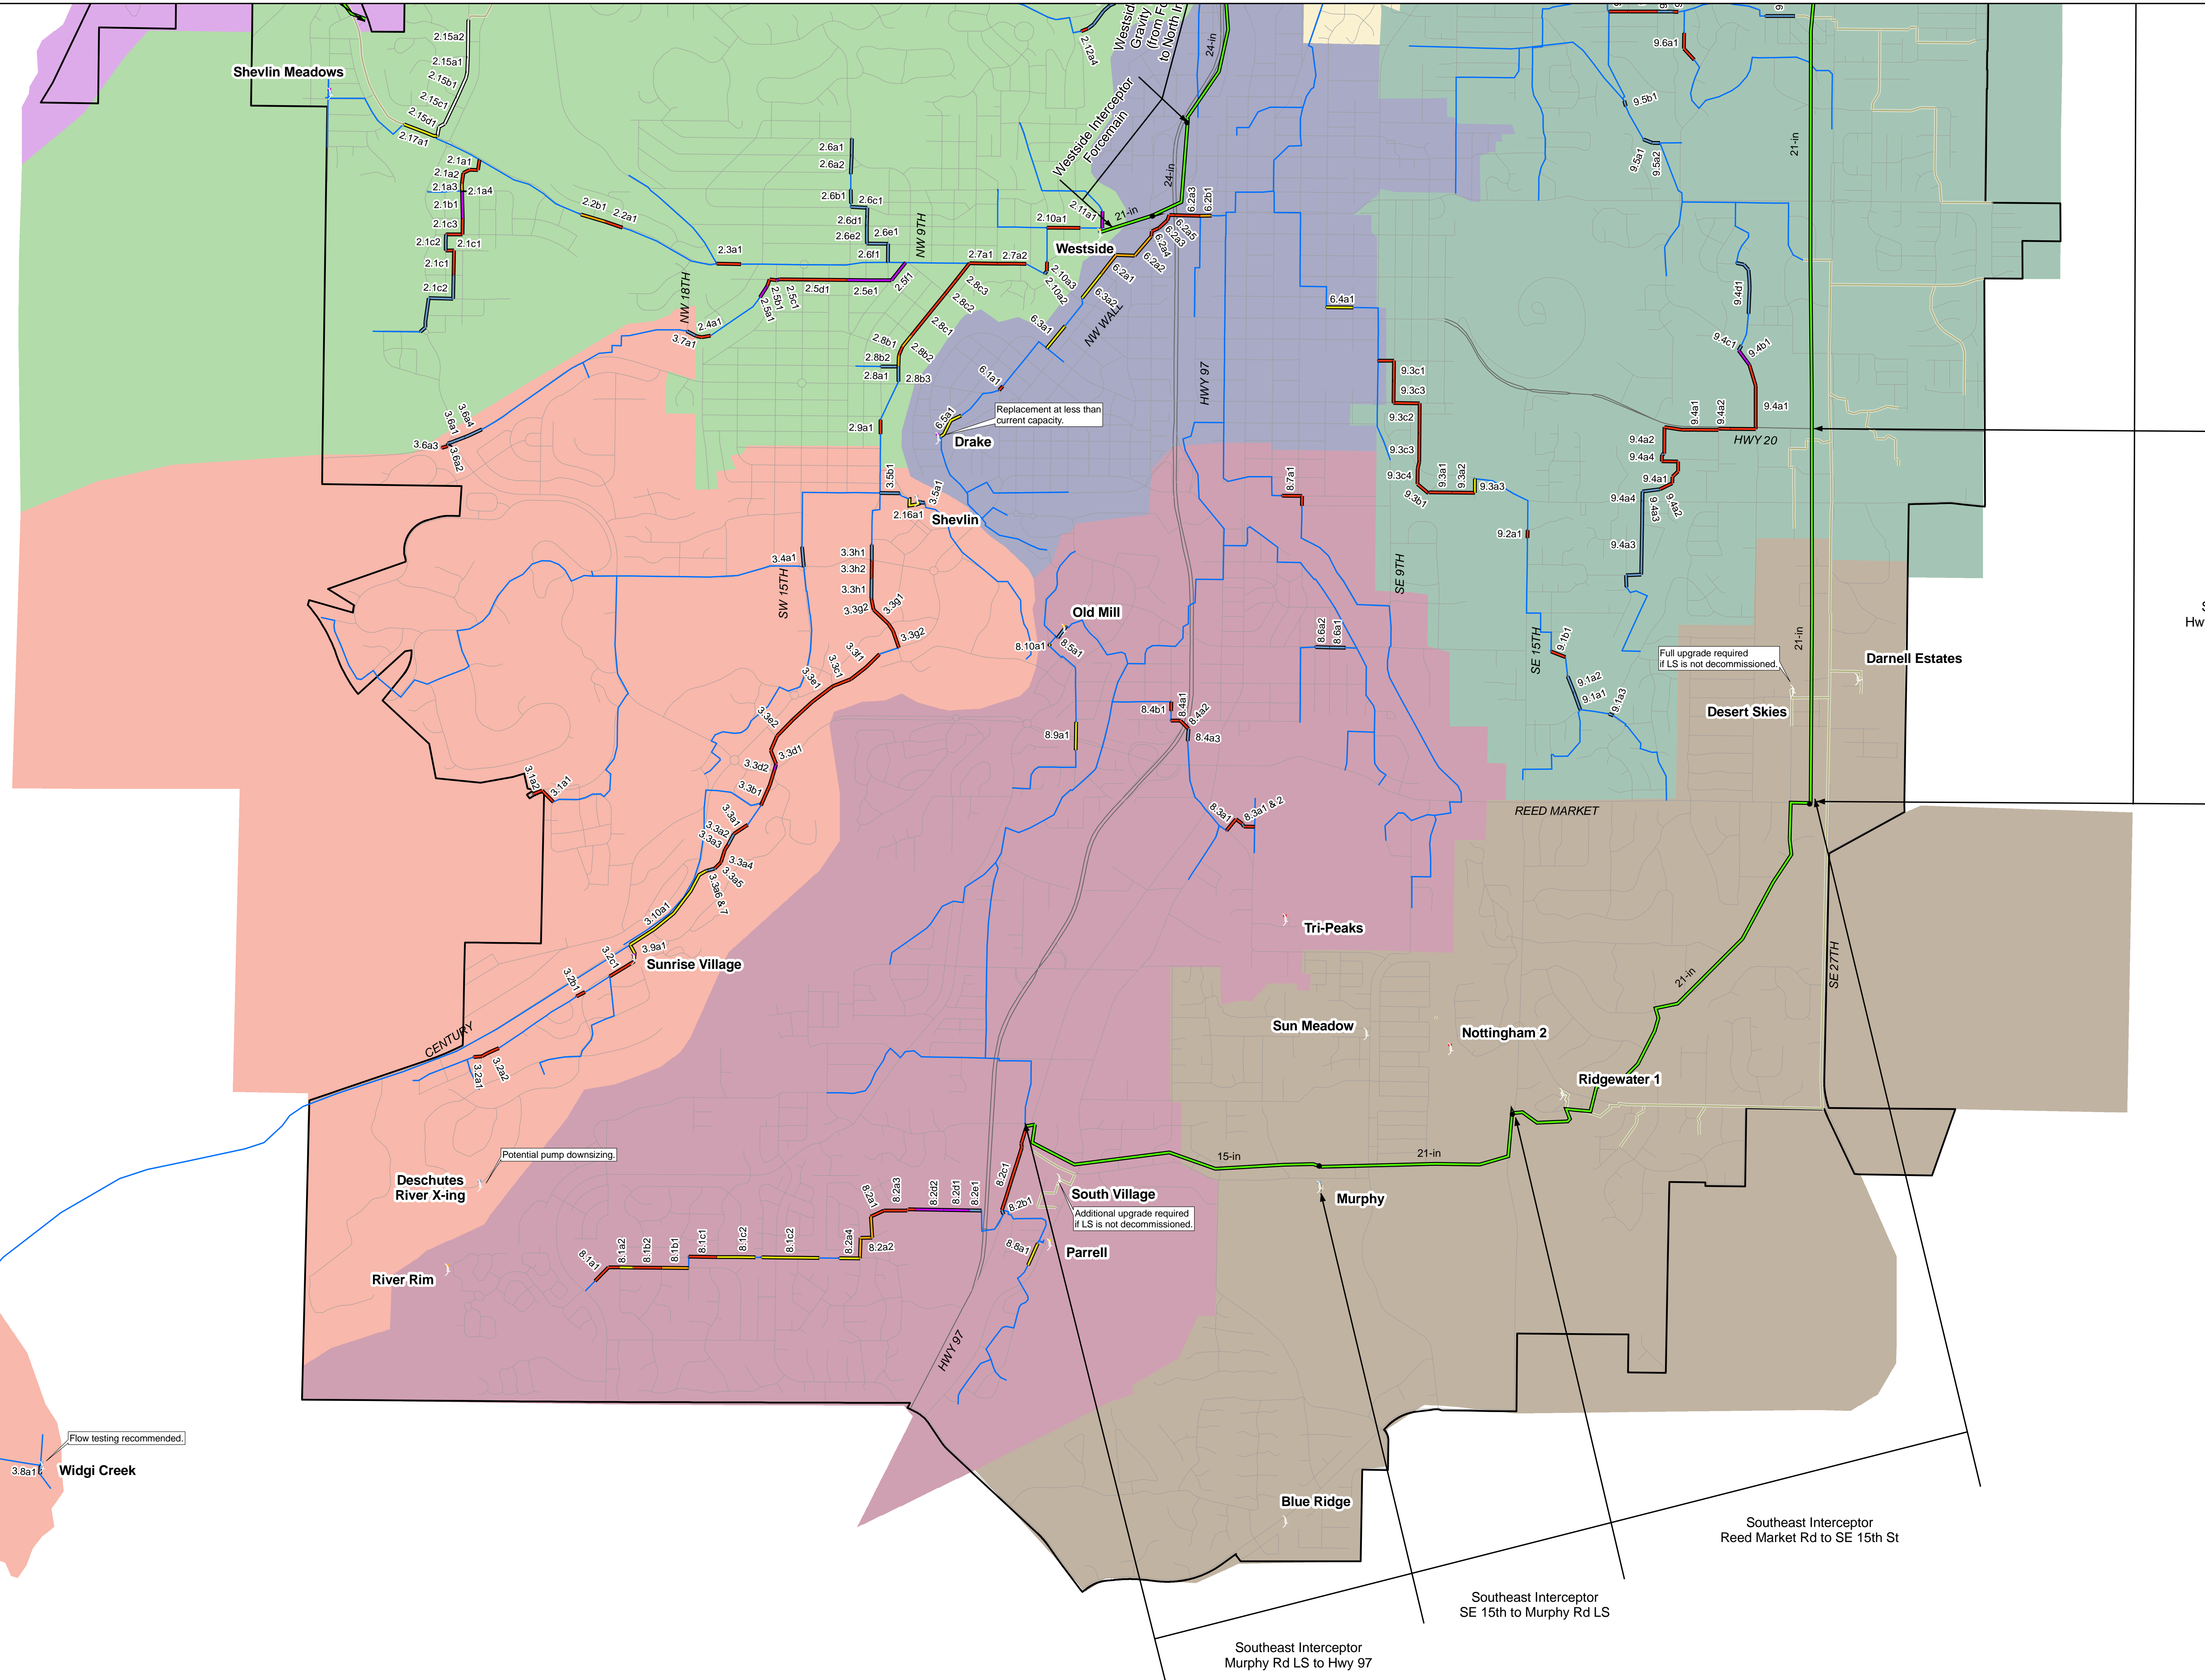 2.15a2
2.15a1
2.15b1
2.15c1
2.15d1
2.17a1
Shevlin Meadows
2.12a4
Westsid
Gravity
(from Fo
to North In
24-in
Westside Interceptor
Forcemain
24-in
21-in
9.6a1
9.5b1
9.5a1
9.5a2
21-in
2.1a1
2.1a2
2.1a3
2.1a4
2.1b1
2.1c3
2.1c2
2.1c1
2.1c1
2.1c2
2.2b1
2.2a1
2.3a1
2.6a1
2.6a2
2.6b1
2.6c1
2.6d1
2.6e2
2.6e1
2.6f1
NW 9TH
2.10a1
2.11a1
Westside
6.2a3
6.2b1
6.2a5
6.2a3
6.2a4
6.2a2
6.2a1
6.3a2
6.3a1
NW WALL
2.7a1
2.7a2
2.10a3
2.10a2
NW 18TH
2.5a1
2.5b1
2.5c1
2.5d1
2.5e1
2.5f1
2.4a1
3.7a1
2.8c3
2.8c2
2.8c1
2.8b1
2.8b2
2.8b2
2.8a1
2.8b3
6.1a1
6.5a1
Replacement at less than
current capacity.
Drake
2.9a1
HWY 97
6.4a1
9.3c1
9.3c3
9.3c2
9.3c3
9.3c4
9.3b1
9.3a1
9.3a2
9.3a3
9.4d1
9.4c1
9.4b1
9.4a1
9.4a1
9.4a2
9.4a2
9.4a4
HWY 20
9.4a1
9.4a4
9.4a3
9.4a2
9.4a3
3.6a4
3.6a1
3.6a3
3.6a2
3.5b1
3.5a1
2.16a1
Shevlin
8.7a1
9.2a1
3.4a1
SW 15TH
3.3h1
3.3h2
3.3h1
3.3g2
3.3g1
3.3g2
3.3f1
3.3c1
3.3e1
3.3e2
3.3d1
3.3d2
3.3b1
3.3a1
3.3a2
3.3a3
3.3a4
3.3a5
3.3a6 & 7
SE 9TH
Old Mill
8.10a1
8.5a1
8.6a2
8.6a1
SE 15TH
9.1b1
9.1a2
9.1a1
9.1a3
21-in
Full upgrade required
if LS is not decommissioned.
Darnell Estates
Desert Skies
S
Hw
8.9a1
8.4b1
8.4a1
8.4a2
8.4a3
3.1a2
3.1a1
8.3a1
8.3a1 & 2
REED MARKET
3.10a1
3.9a1
Sunrise Village
3.2c1
3.2b1
CENTURY
3.2a1
3.2a2
Tri-Peaks
SE 27TH
21-in
Sun Meadow
Nottingham 2
Ridgewater 1
Potential pump downsizing.
Deschutes
River X-ing
River Rim
15-in
21-in
Murphy
South Village
Additional upgrade required
if LS is not decommissioned.
Parrell
8.2c1
8.2b1
8.8a1
8.2a1
8.2a3
8.2d2
8.2d1
8.2e1
8.2a4
8.2a2
8.1a1
8.1a2
8.1b2
8.1b1
8.1c1
8.1c2
8.1c2
HWY 97
Flow testing recommended.
3.8a1
Widgi Creek
Blue Ridge
Southeast Interceptor
Reed Market Rd to SE 15th St
Southeast Interceptor
SE 15th to Murphy Rd LS
Southeast Interceptor
Murphy Rd LS to Hwy 97